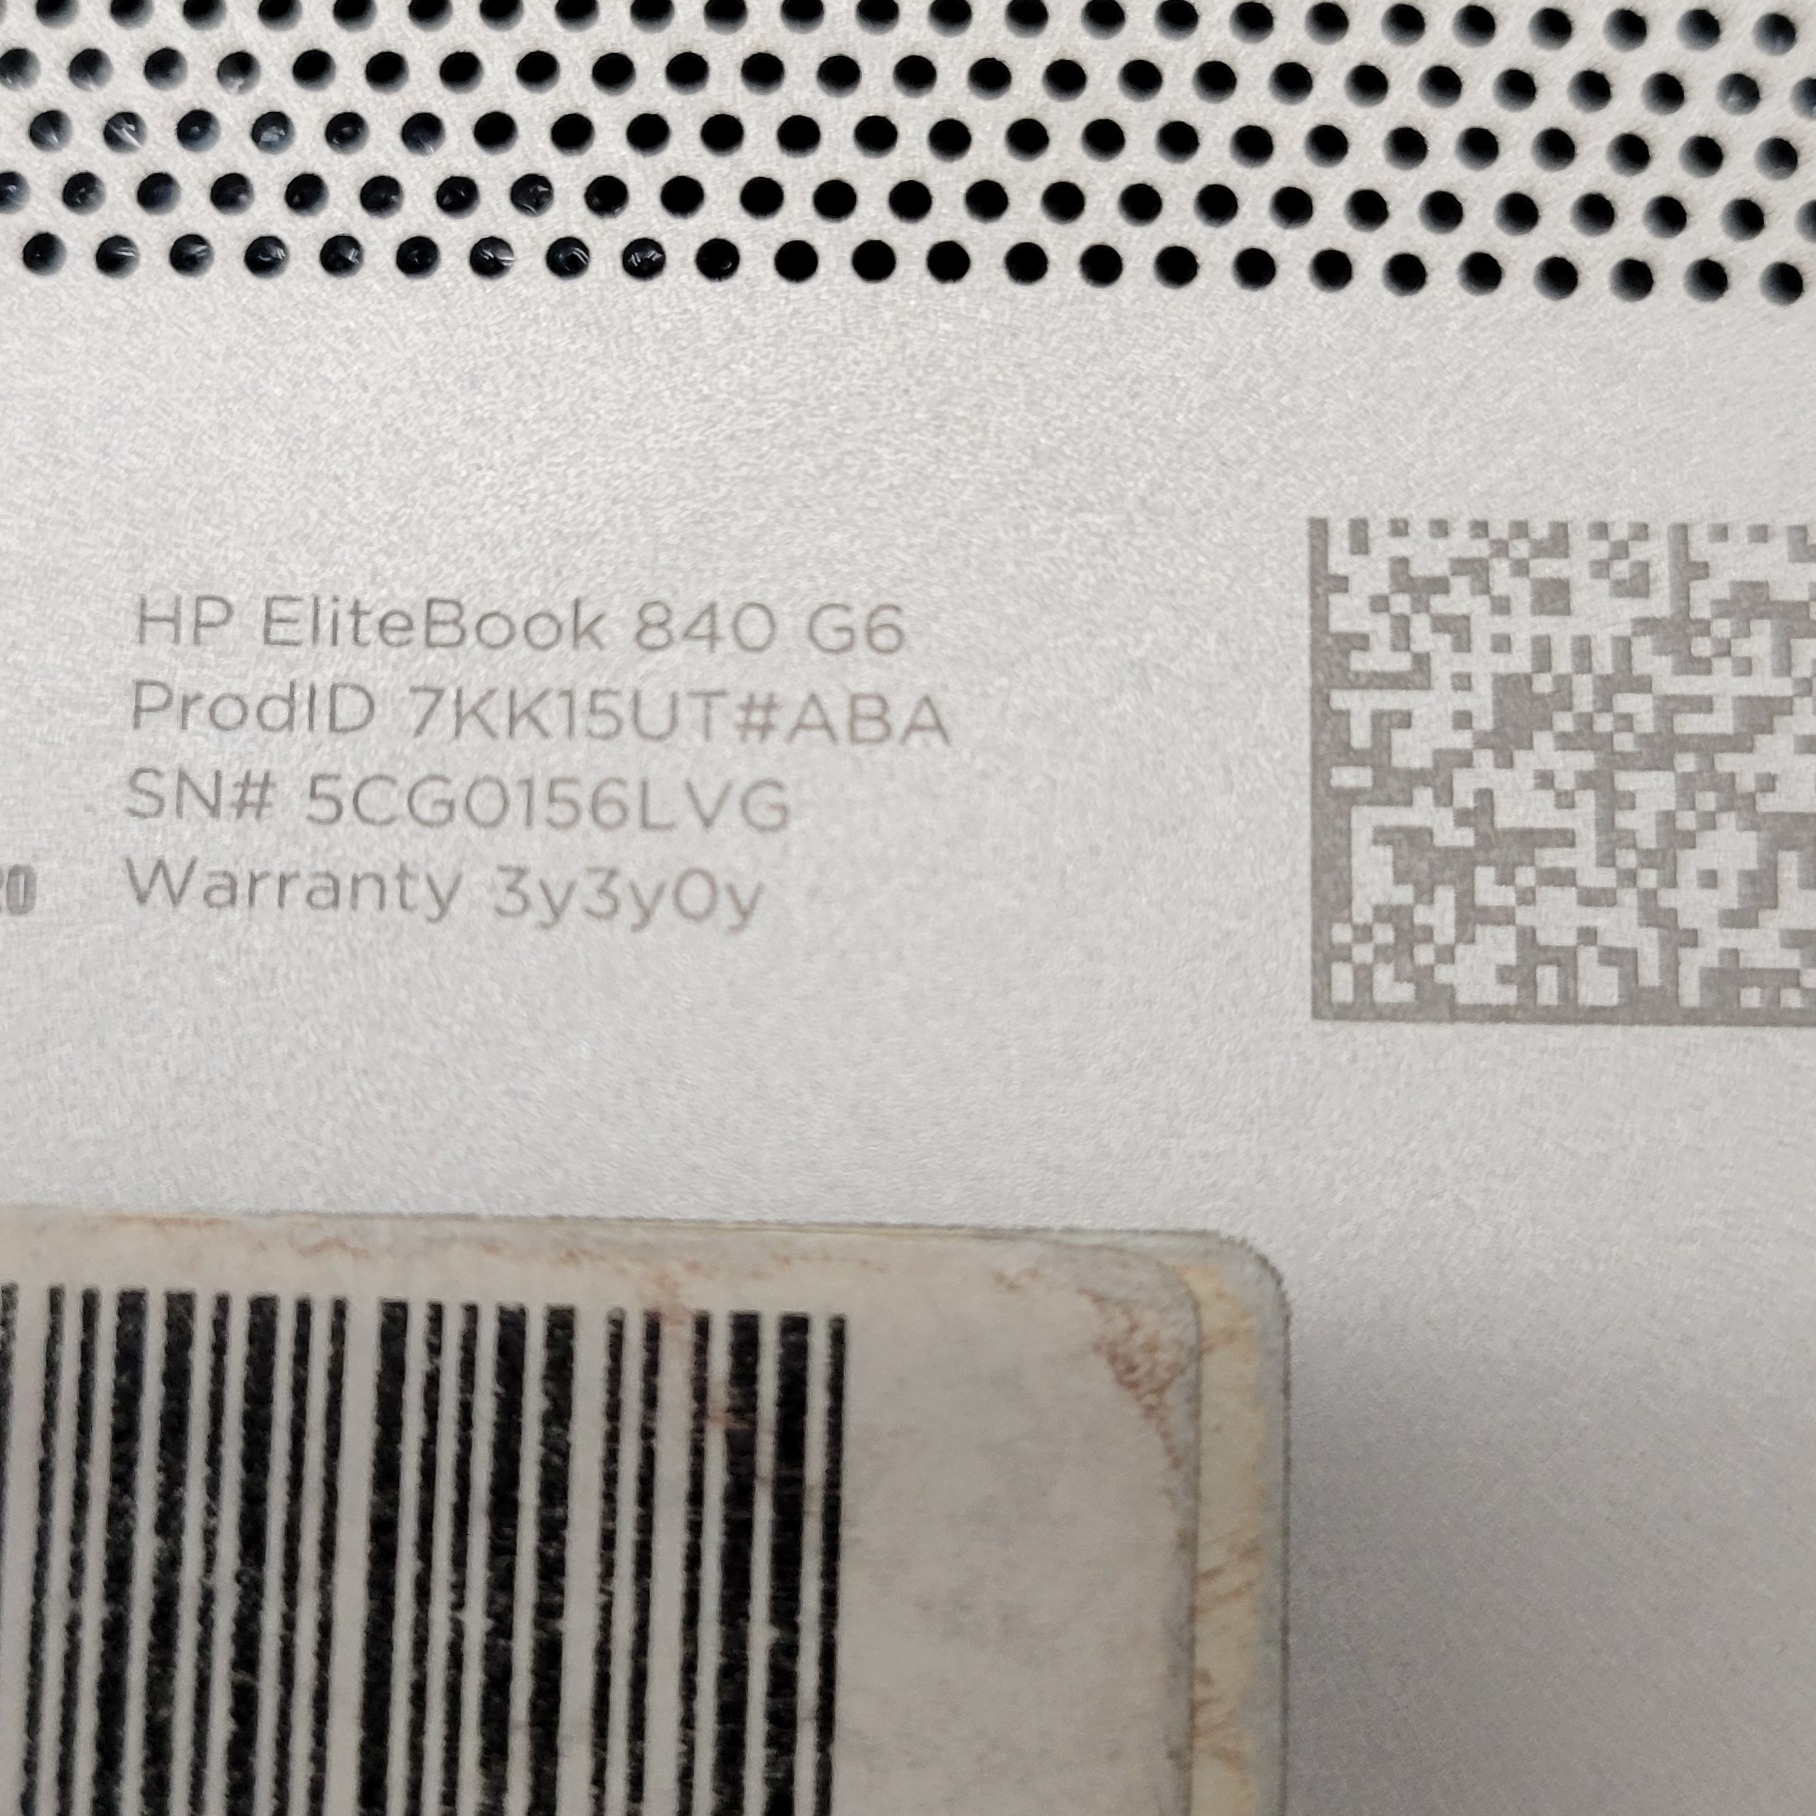 HP EliteBook 840 G6
ProdID 7KK15UT#ABA
SN# 5CG0156LVG
Warranty 3y3y0y